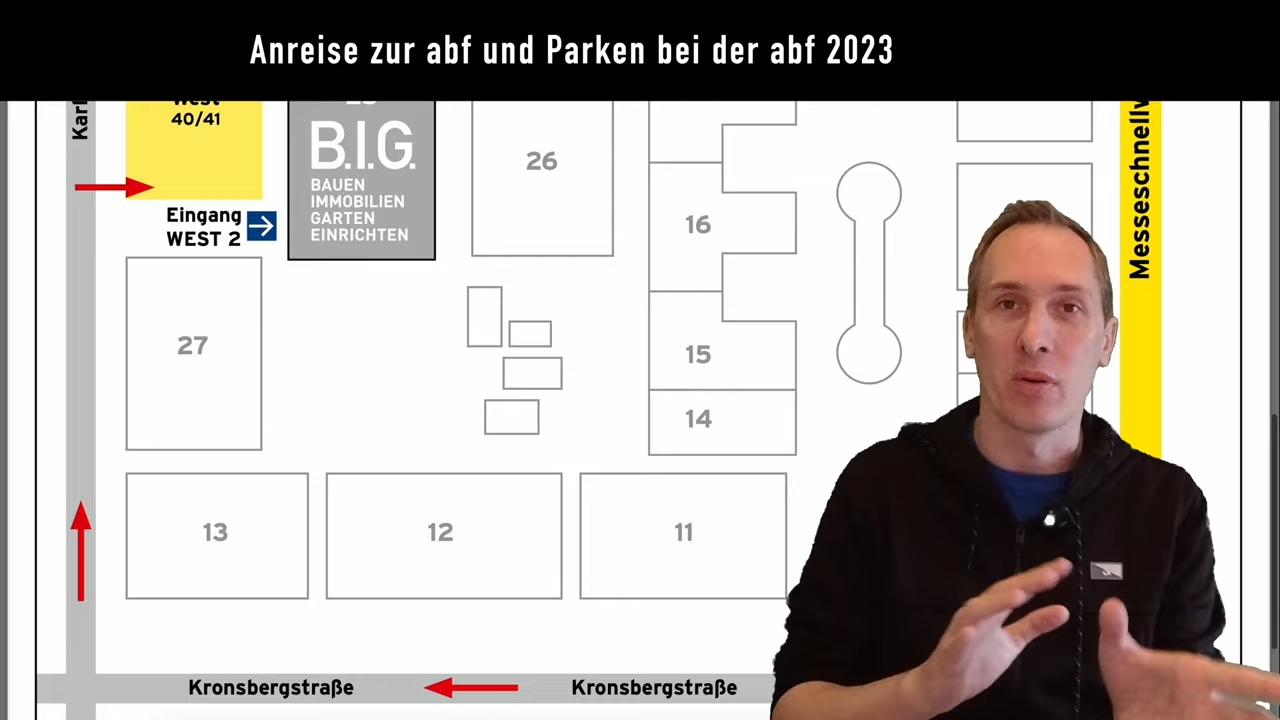 Anreise zur abf und Parken bei der abf 2023
Karl
West
40/41
B.I.G.
BAUEN
IMMOBILIEN
GARTEN
EINRICHTEN
26
16
Eingang
WEST 2
27
15
14
13
12
11
Kronsbergstraße
Kronsbergstraße